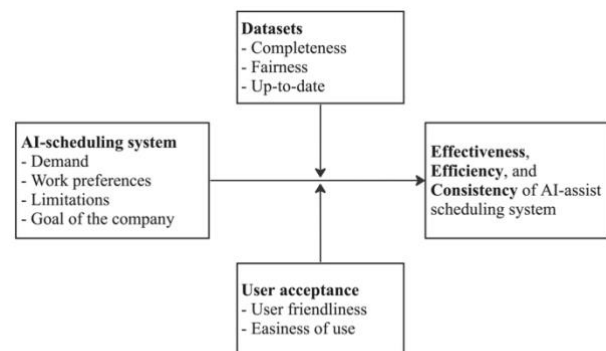 Datasets
- Completeness
- Fairness
- Up-to-date
AI-scheduling system
- Demand
- Work preferences
- Limitations
- Goal of the company
Effectiveness,
Efficiency, and
Consistency of AI-assist
scheduling system
User acceptance
- User friendliness
- Easiness of use